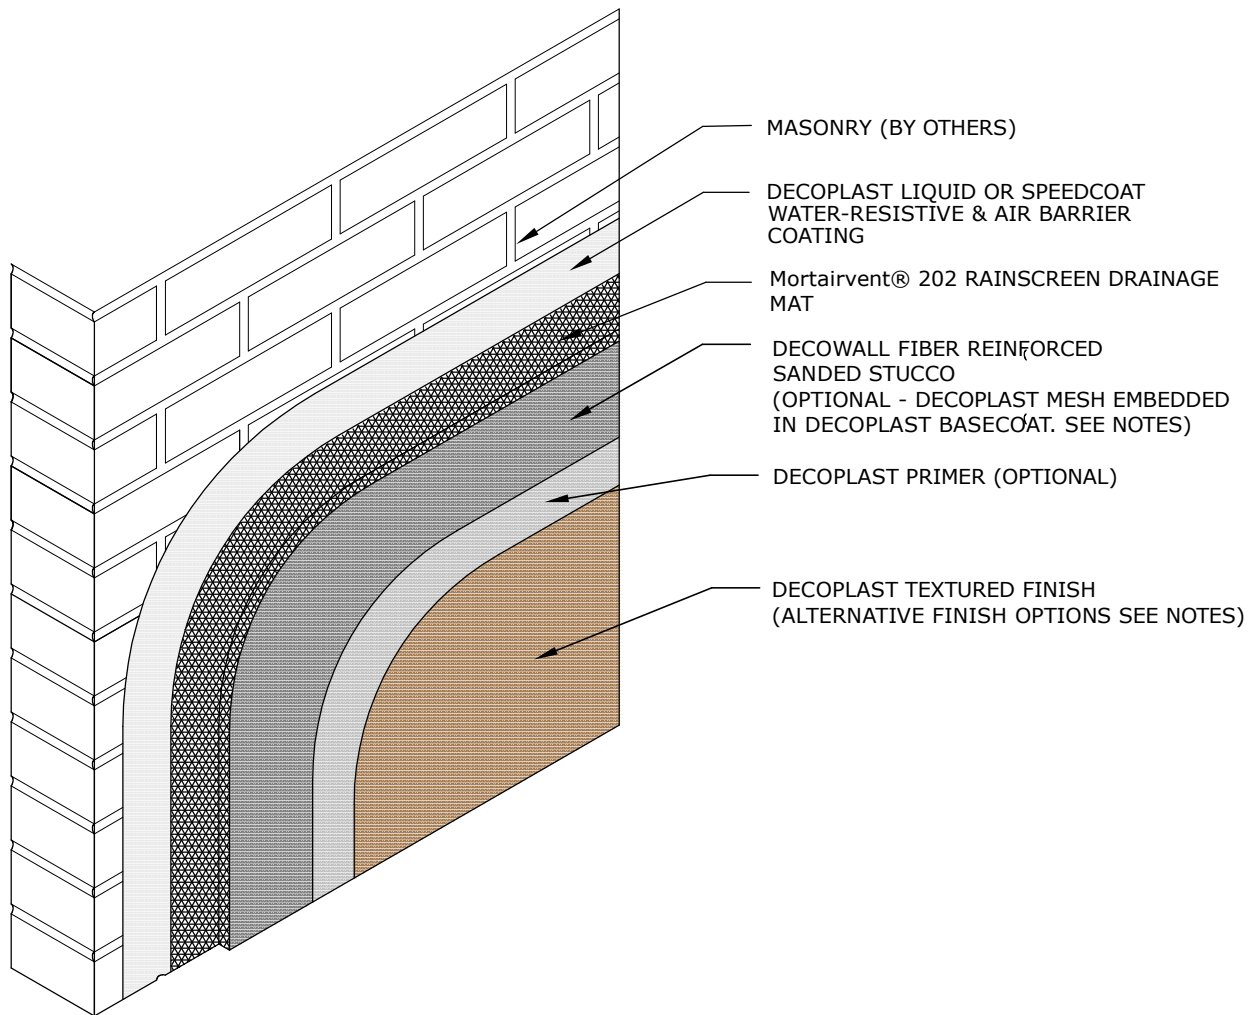 MASONRY (BY OTHERS)
DECOPLAST LIQUID OR SPEEDCOAT
WATER-RESISTIVE & AIR BARRIER
COATING
Mortairvent® 202 RAINSCREEN DRAINAGE
MAT
DECOWALL FIBER REINFORCED
SANDED STUCCO
(OPTIONAL - DECOPLAST MESH EMBEDDED
IN DECOPLAST BASECOAT. SEE NOTES)
DECOPLAST PRIMER (OPTIONAL)
DECOPLAST TEXTURED FINISH
(ALTERNATIVE FINISH OPTIONS SEE NOTES)